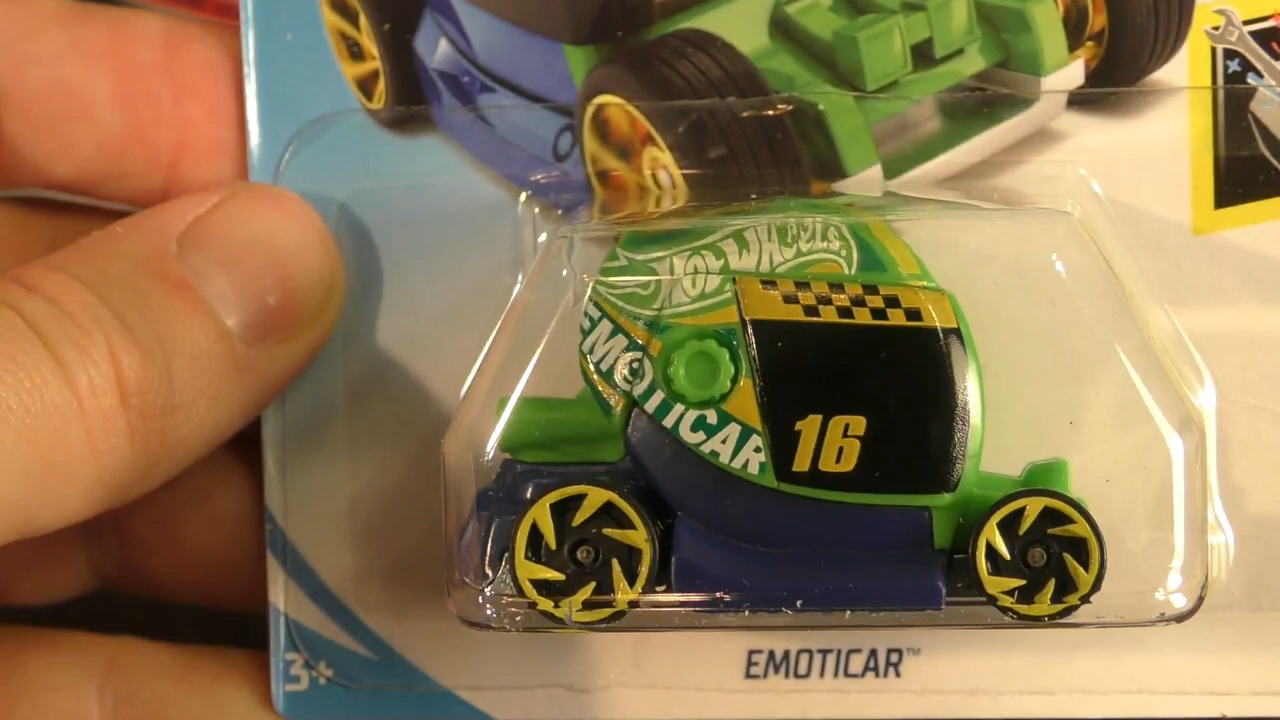 HOT WHEELS
EMOTICAR
16
EMOTICAR™
3+